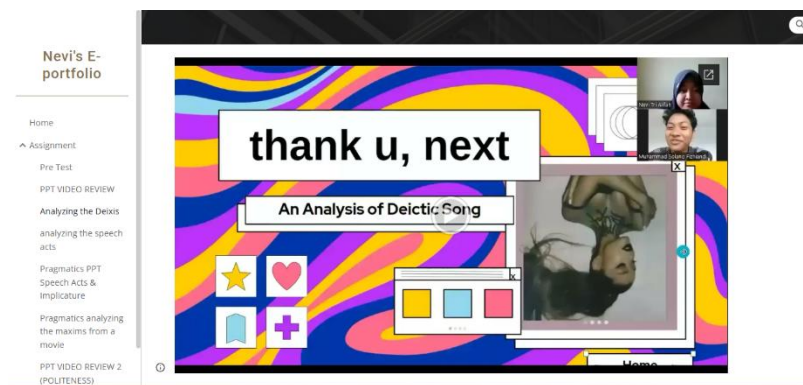 Nevi's E-
portfolio
Home
Assignment
Pre Test
PPT VIDEO REVIEW
Analyzing the Deixis
analyzing the speech
acts
Pragmatics PPT
Speech Acts &
Implicature
Pragmatics analyzing
the maxims from a
movie
PPT VIDEO REVIEW 2
(POLITENESS)
thank u, next
An Analysis of Deictic Song
X
X
Home